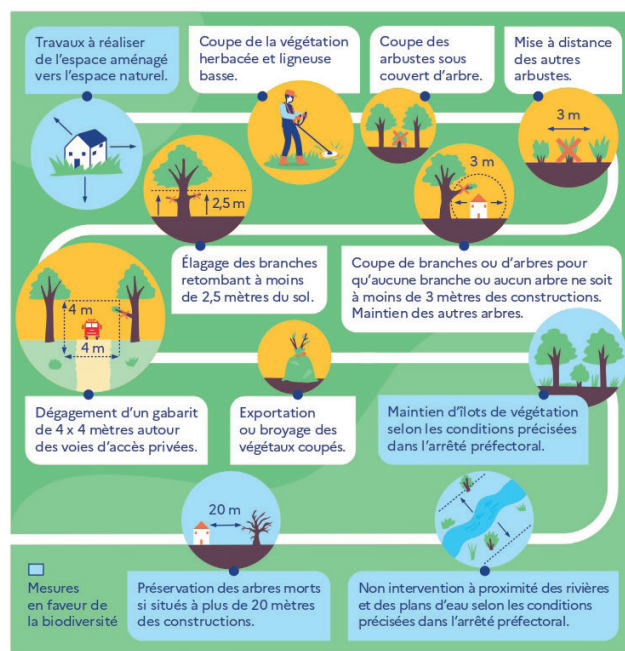 Travaux à réaliser
de l'espace aménagé
vers l'espace naturel.
Coupe de la végétation
herbacée et ligneuse
basse.
Coupe des
arbustes sous
couvert d'arbre.
Mise à distance
des autres
arbustes.
3 m
3 m
2,5 m
Élagage des branches
retombant à moins
de 2,5 mètres du sol.
Coupe de branches ou d'arbres pour
qu'aucune branche ou aucun arbre ne soit
à moins de 3 mètres des constructions.
Maintien des autres arbres.
4 m
4 m
Dégagement d'un gabarit
de 4 x 4 mètres autour
des voies d'accès privées.
Exportation
ou broyage des
végétaux coupés.
Maintien d'îlots de végétation
selon les conditions précisées
dans l'arrêté préfectoral.
20 m
Mesures
en faveur de
la biodiversité
Préservation des arbres morts
si situés à plus de 20 mètres
des constructions.
Non intervention à proximité des rivières
et des plans d'eau selon les conditions
précisées dans l'arrêté préfectoral.